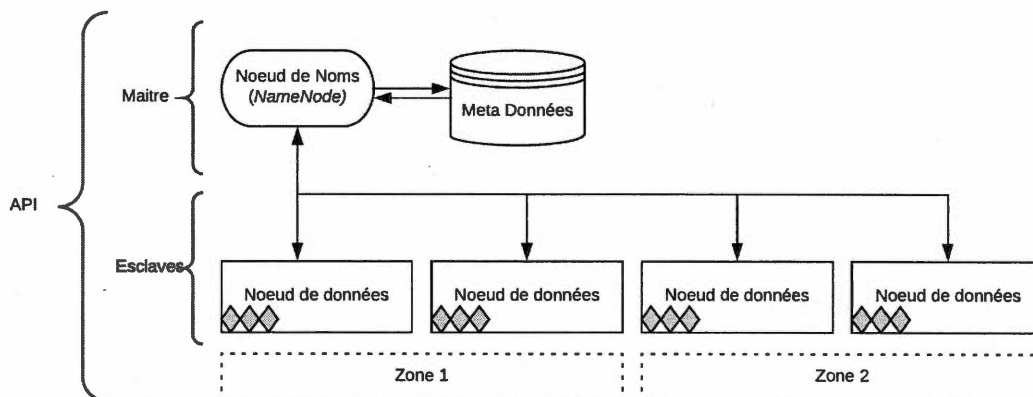 API
Maitre
Noeud de Noms
(NameNode)
Meta Données
Esclaves
Noeud de données
Noeud de données
Noeud de données
Noeud de données
Zone 1
Zone 2